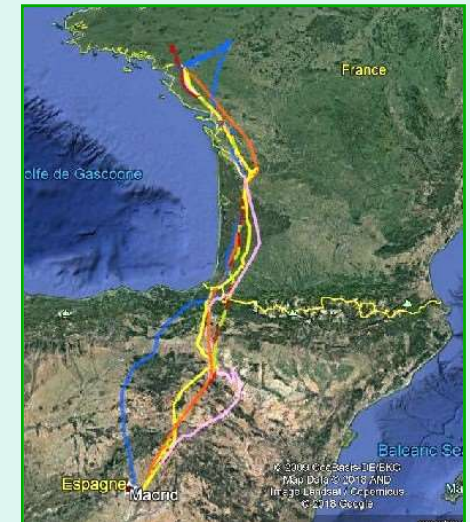 France
olfe de Gascogne
Balearic Se
© 2009 GeoBasis-DE/BKG
Map Data © 2018 AND
Image Landsat / Copernicus
© 2018 Google
Espagne
Madrid
Ma